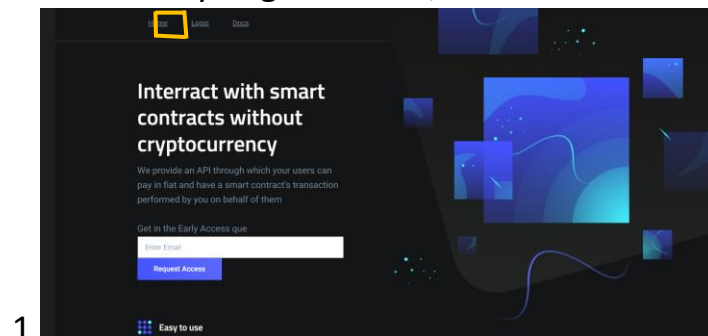 Home Login Docs
Interract with smart
contracts without
cryptocurrency
We provide an API through which your users can
pay in fiat and have a smart contract's transaction
performed by you on behalf of them
Get in the Early Access que
Enter Email
Request Access
1 Easy to use